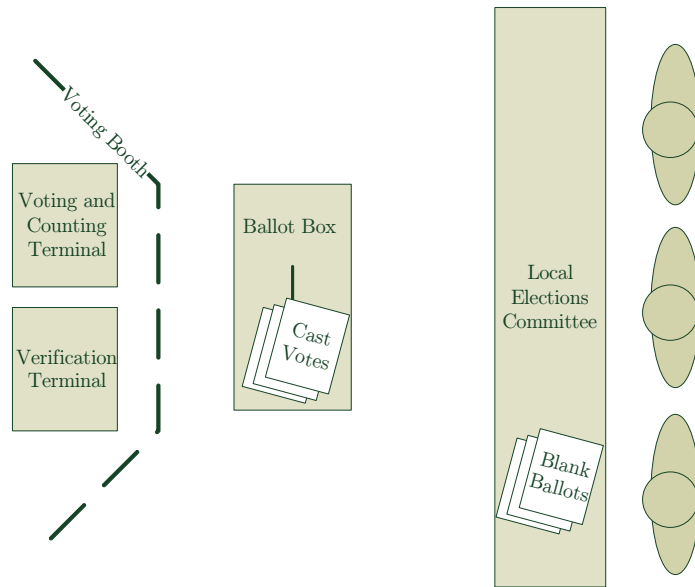 Voting Booth
Voting and
Counting
Terminal
Verification
Terminal
Ballot Box
Cast
Votes
Local
Elections
Committee
Blank
Ballots